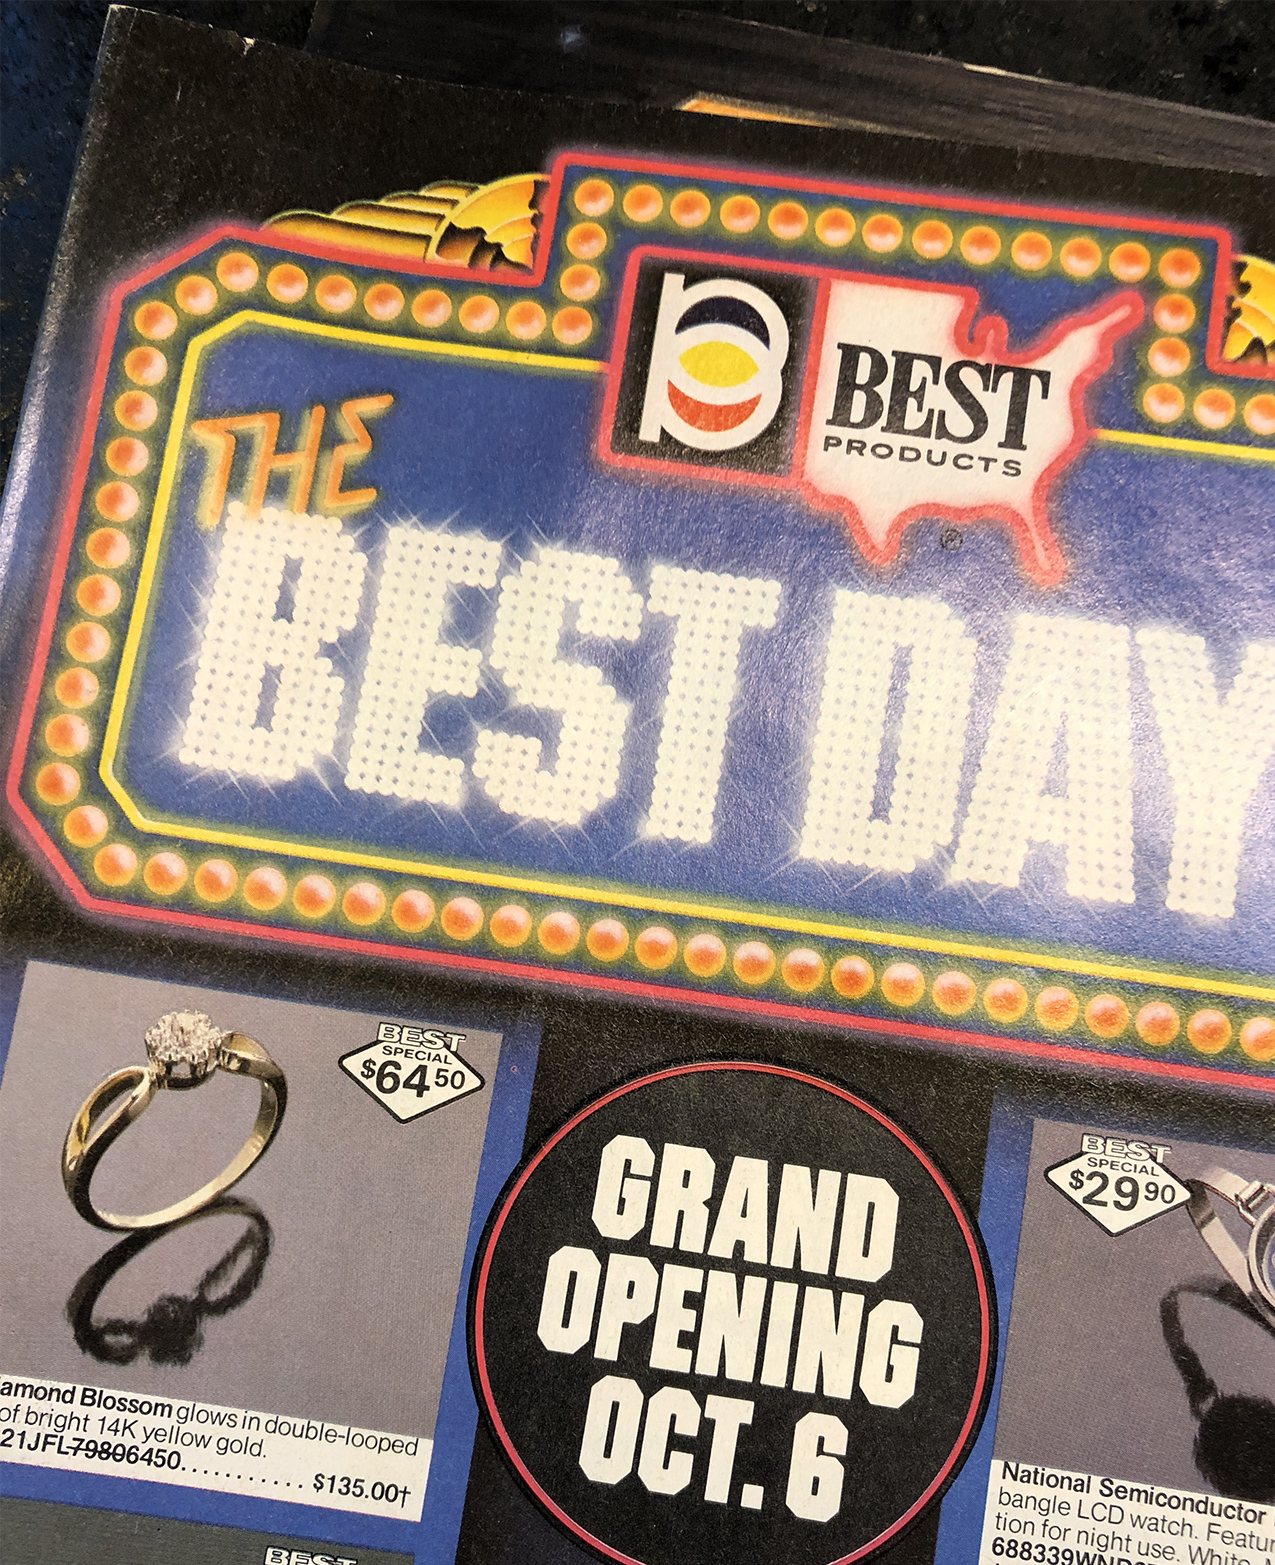 BEST
PRODUCTS
®
THE
BEST DAY
BEST
SPECIAL
$64.50
GRAND
OPENING
OCT. 6
BEST
SPECIAL
$29.90
amond Blossom glows in double-looped
of bright 14K yellow gold.
21JFL79806450.......... $135.00†
BEST
National Semiconductor
bangle LCD watch. Featur
tion for night use. White